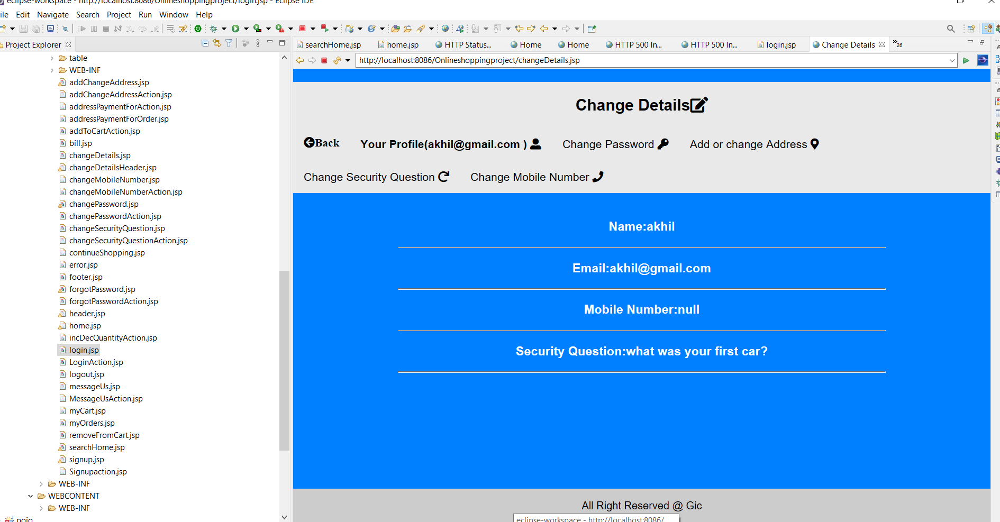 eclipse-workspace - http://localhost:8086/Onlineshoppingproject/login.jsp - Eclipse IDE
ile Edit Navigate Search Project Run Window Help
Project Explorer
searchHome.jsp home.jsp HTTP Status... Home Home HTTP 500 In... HTTP 500 In... login.jsp Change Details »26
http://localhost:8086/Onlineshoppingproject/changeDetails.jsp
table
WEB-INF
addChangeAddress.jsp
addChangeAddressAction.jsp
addressPaymentForAction.jsp
addressPaymentForOrder.jsp
addToCartAction.jsp
bill.jsp
changeDetails.jsp
changeDetailsHeader.jsp
changeMobileNumber.jsp
changeMobileNumberAction.jsp
changePassword.jsp
changePasswordAction.jsp
changeSecurityQuestion.jsp
changeSecurityQuestionAction.jsp
continueShopping.jsp
error.jsp
footer.jsp
forgotPassword.jsp
forgotPasswordAction.jsp
header.jsp
home.jsp
incDecQuantityAction.jsp
login.jsp
LoginAction.jsp
logout.jsp
messageUs.jsp
MessageUsAction.jsp
myCart.jsp
myOrders.jsp
removeFromCart.jsp
searchHome.jsp
signup.jsp
Signupaction.jsp
WEB-INF
WEBCONTENT
WEB-INF
pojo
Change Details
Back Your Profile(akhil@gmail.com ) Change Password Add or change Address
Change Security Question Change Mobile Number
Name:akhil
Email:akhil@gmail.com
Mobile Number:null
Security Question:what was your first car?
All Right Reserved @ Gic
eclipse-workspace - http://localhost:8086/